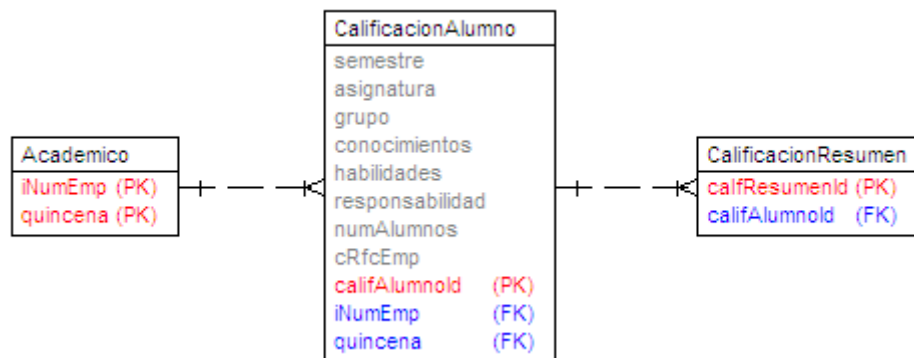 CalificacionAlumno
semestre
asignatura
grupo
conocimientos
habilidades
responsabilidad
numAlumnos
cRfcEmp
califAlumnoId (PK)
iNumEmp (FK)
quincena (FK)
Academico
iNumEmp (PK)
quincena (PK)
CalificacionResumen
calfResumenId (PK)
califAlumnoId (FK)